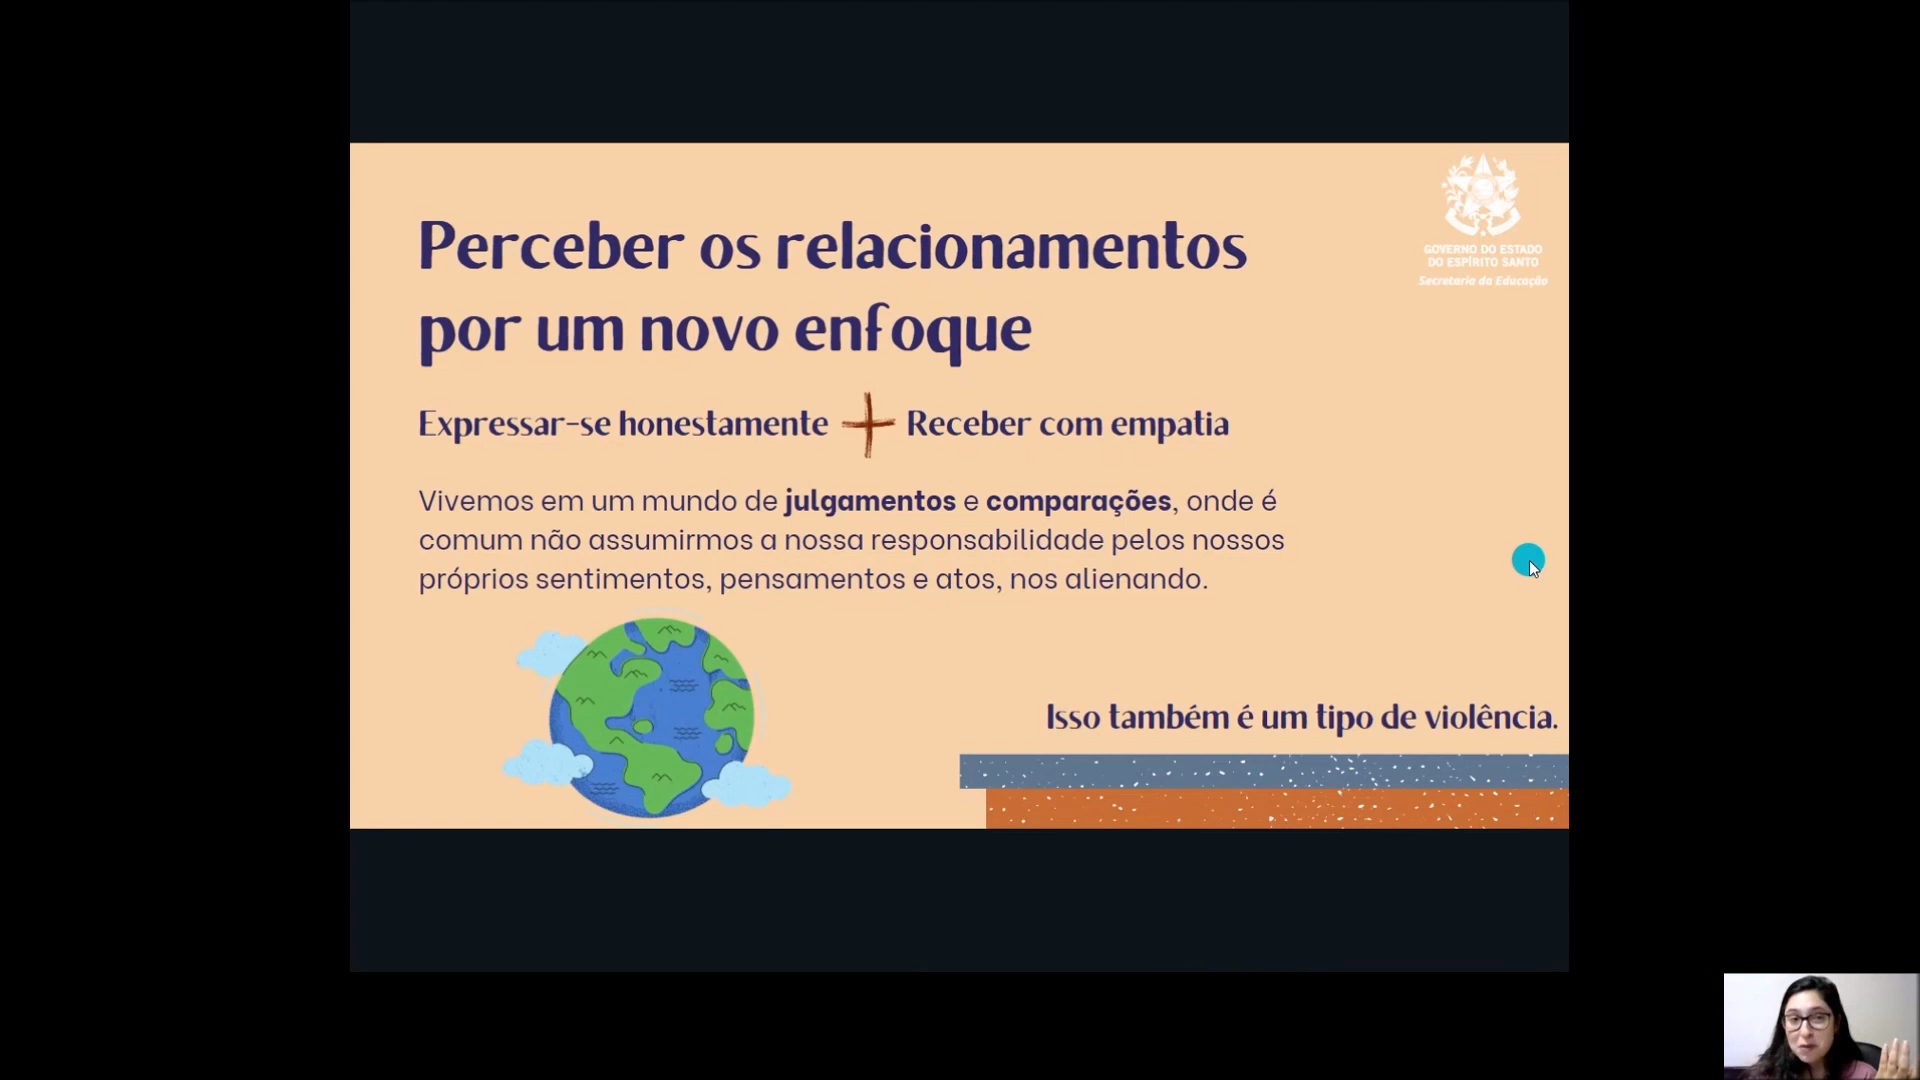 GOVERNO DO ESTADO
DO ESPÍRITO SANTO
Secretaria da Educação
Perceber os relacionamentos
por um novo enfoque
Expressar-se honestamente + Receber com empatia
Vivemos em um mundo de julgamentos e comparações, onde é
comum não assumirmos a nossa responsabilidade pelos nossos
próprios sentimentos, pensamentos e atos, nos alienando.
Isso também é um tipo de violência.